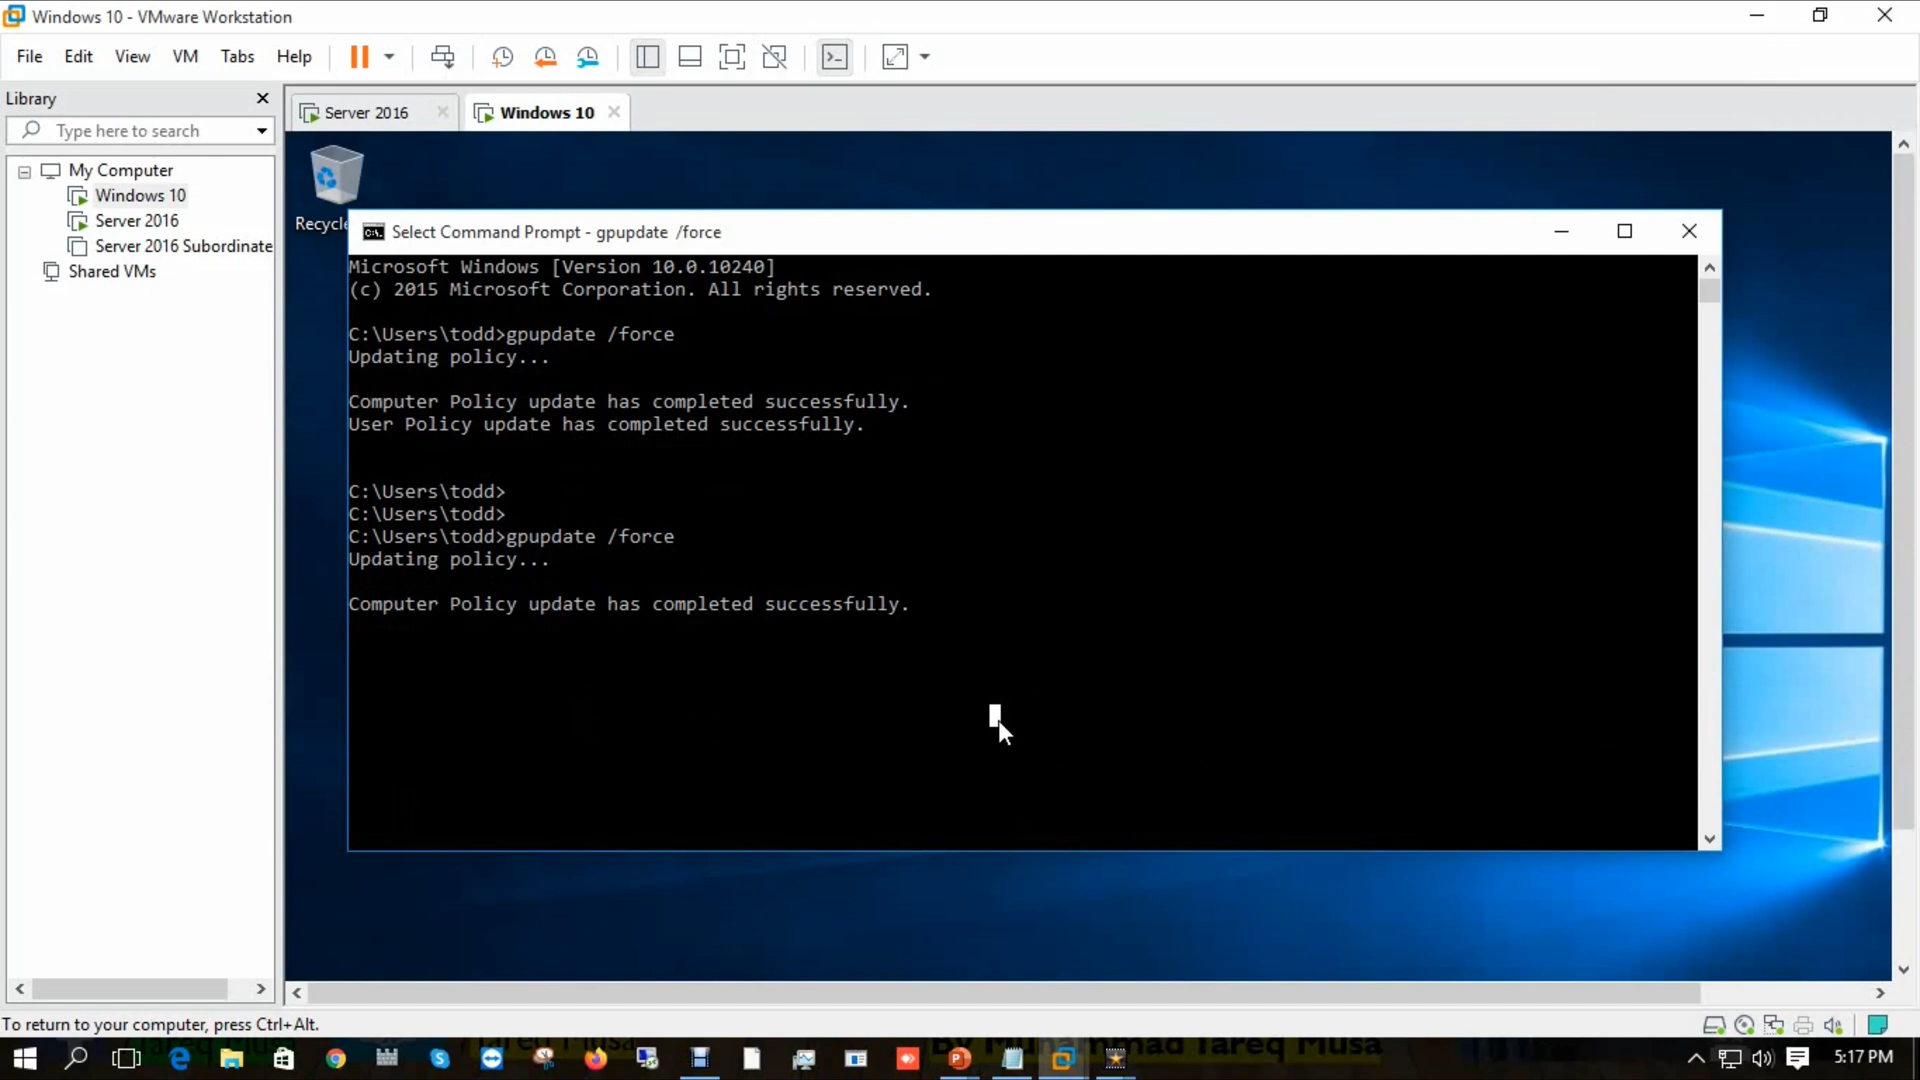 Windows 10 - VMware Workstation
File Edit View VM Tabs Help
Library
Type here to search
My Computer
Windows 10
Server 2016
Server 2016 Subordinate
Shared VMs
Server 2016
Windows 10
Recycle
Select Command Prompt - gpupdate /force
Microsoft Windows [Version 10.0.10240]
(c) 2015 Microsoft Corporation. All rights reserved.
C:\Users\todd>gpupdate /force
Updating policy...
Computer Policy update has completed successfully.
User Policy update has completed successfully.
C:\Users\todd>
C:\Users\todd>
C:\Users\todd>gpupdate /force
Updating policy...
Computer Policy update has completed successfully.
To return to your computer, press Ctrl+Alt.
By Muhammad Tareq Musa
5:17 PM